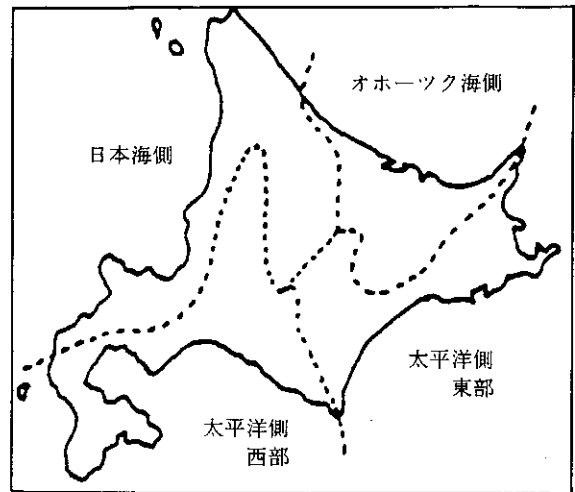 オホーツク海側
日本海側
太平洋側
東部
太平洋側
西部